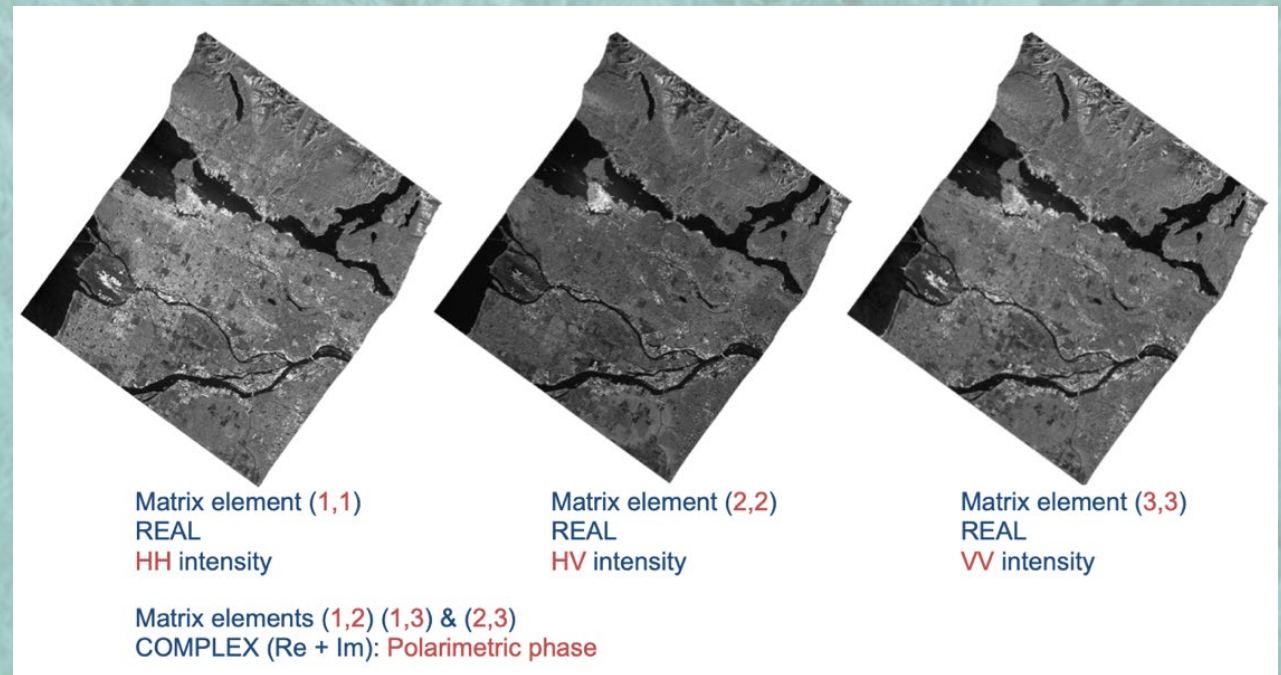 Matrix element (1,1)
REAL
HH intensity
Matrix element (2,2)
REAL
HV intensity
Matrix element (3,3)
REAL
VV intensity
Matrix elements (1,2) (1,3) & (2,3)
COMPLEX (Re + Im): Polarimetric phase